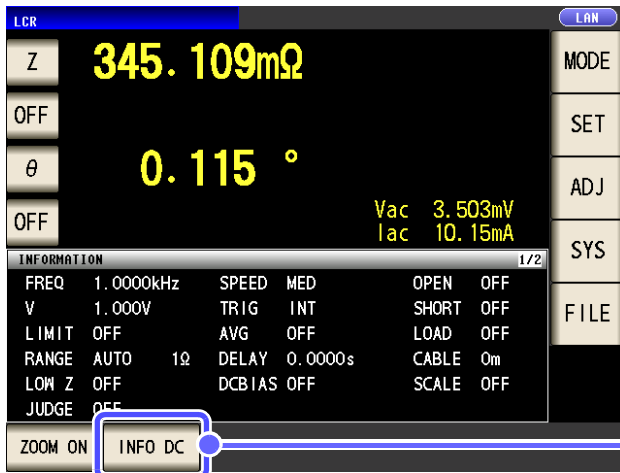 LCR LAN
Z 345.109mΩ MODE
OFF SET
θ 0.115 ° ADJ
OFF Vac 3.503mV
Iac 10.15mA SYS
INFORMATION 1/2
FREQ 1.0000kHz SPEED MED OPEN OFF
V 1.000V TRIG INT SHORT OFF FILE
LIMIT OFF AVG OFF LOAD OFF
RANGE AUTO 1Ω DELAY 0.0000s CABLE 0m
LOW Z OFF DCBIAS OFF SCALE OFF
JUDGE OFF
ZOOM ON INFO DC